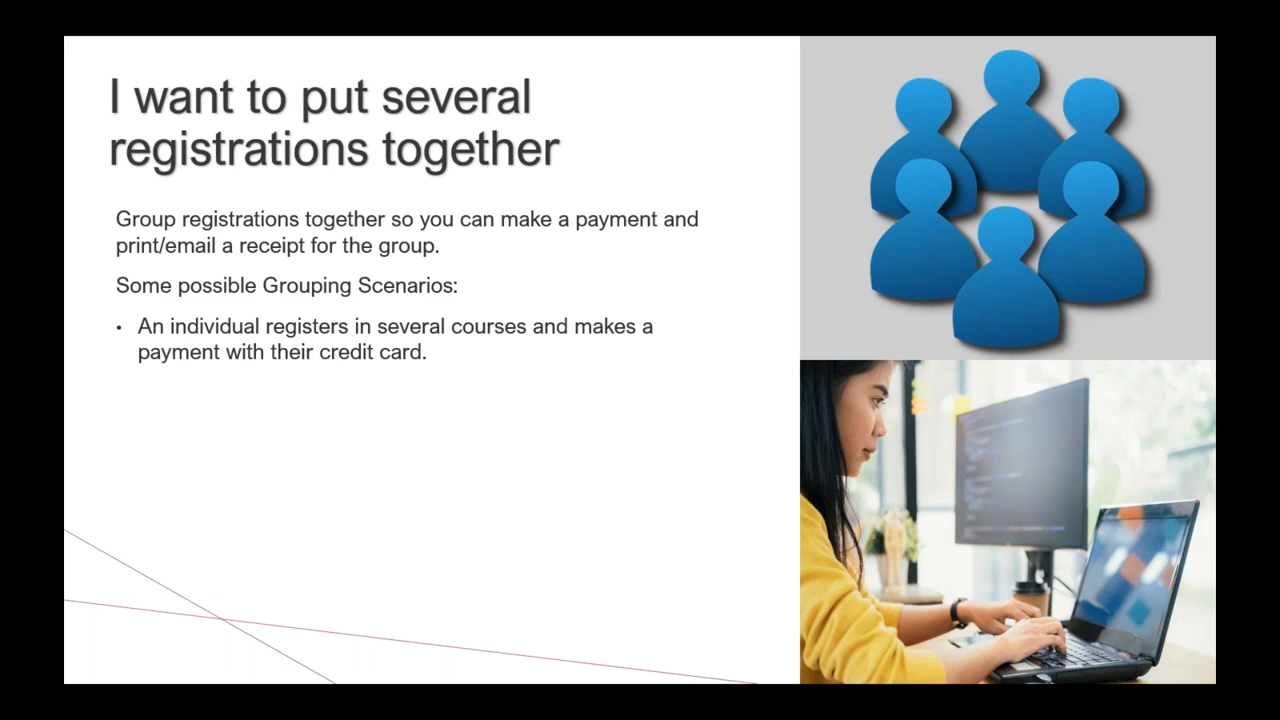 I want to put several
registrations together
Group registrations together so you can make a payment and
print/email a receipt for the group.
Some possible Grouping Scenarios:
• An individual registers in several courses and makes a
payment with their credit card.